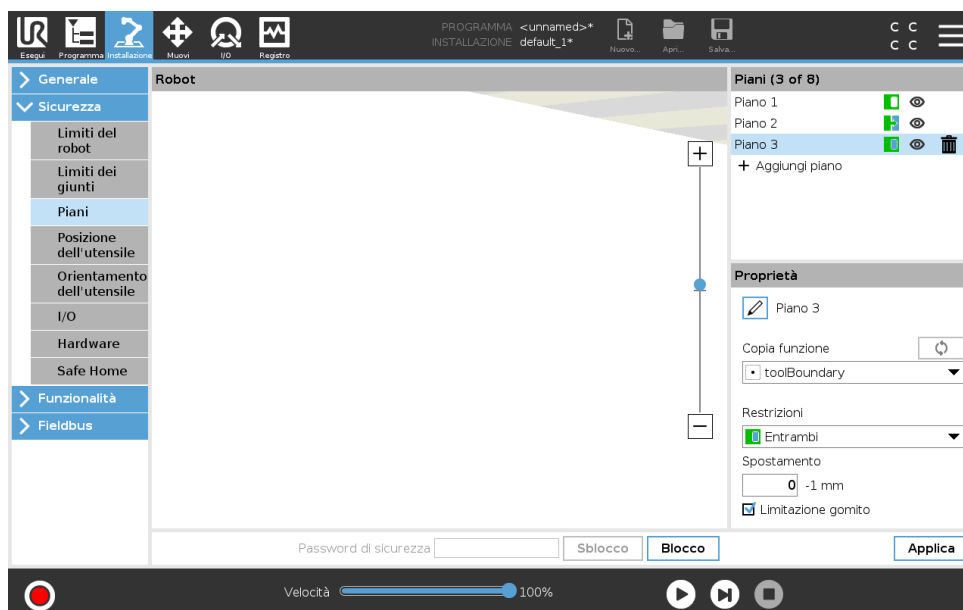 UR
PROGRAMMA <unnamed>*
INSTALLAZIONE default_1*
Esegui Programma Installazione Muovi I/O Registro Nuovo... Apri... Salva...
C C
C C
Generale
Sicurezza
Limiti del
robot
Limiti dei
giunti
Piani
Posizione
dell'utensile
Orientamento
dell'utensile
I/O
Hardware
Safe Home
Funzionalità
Fieldbus
Robot
Piani (3 of 8)
Piano 1
Piano 2
Piano 3
+ Aggiungi piano
Proprietà
Piano 3
Copia funzione
toolBoundary
Restrizioni
Entrambi
Spostamento
0 -1 mm
Limitazione gomito
Password di sicurezza Sblocco Blocco Applica
Velocità 100%